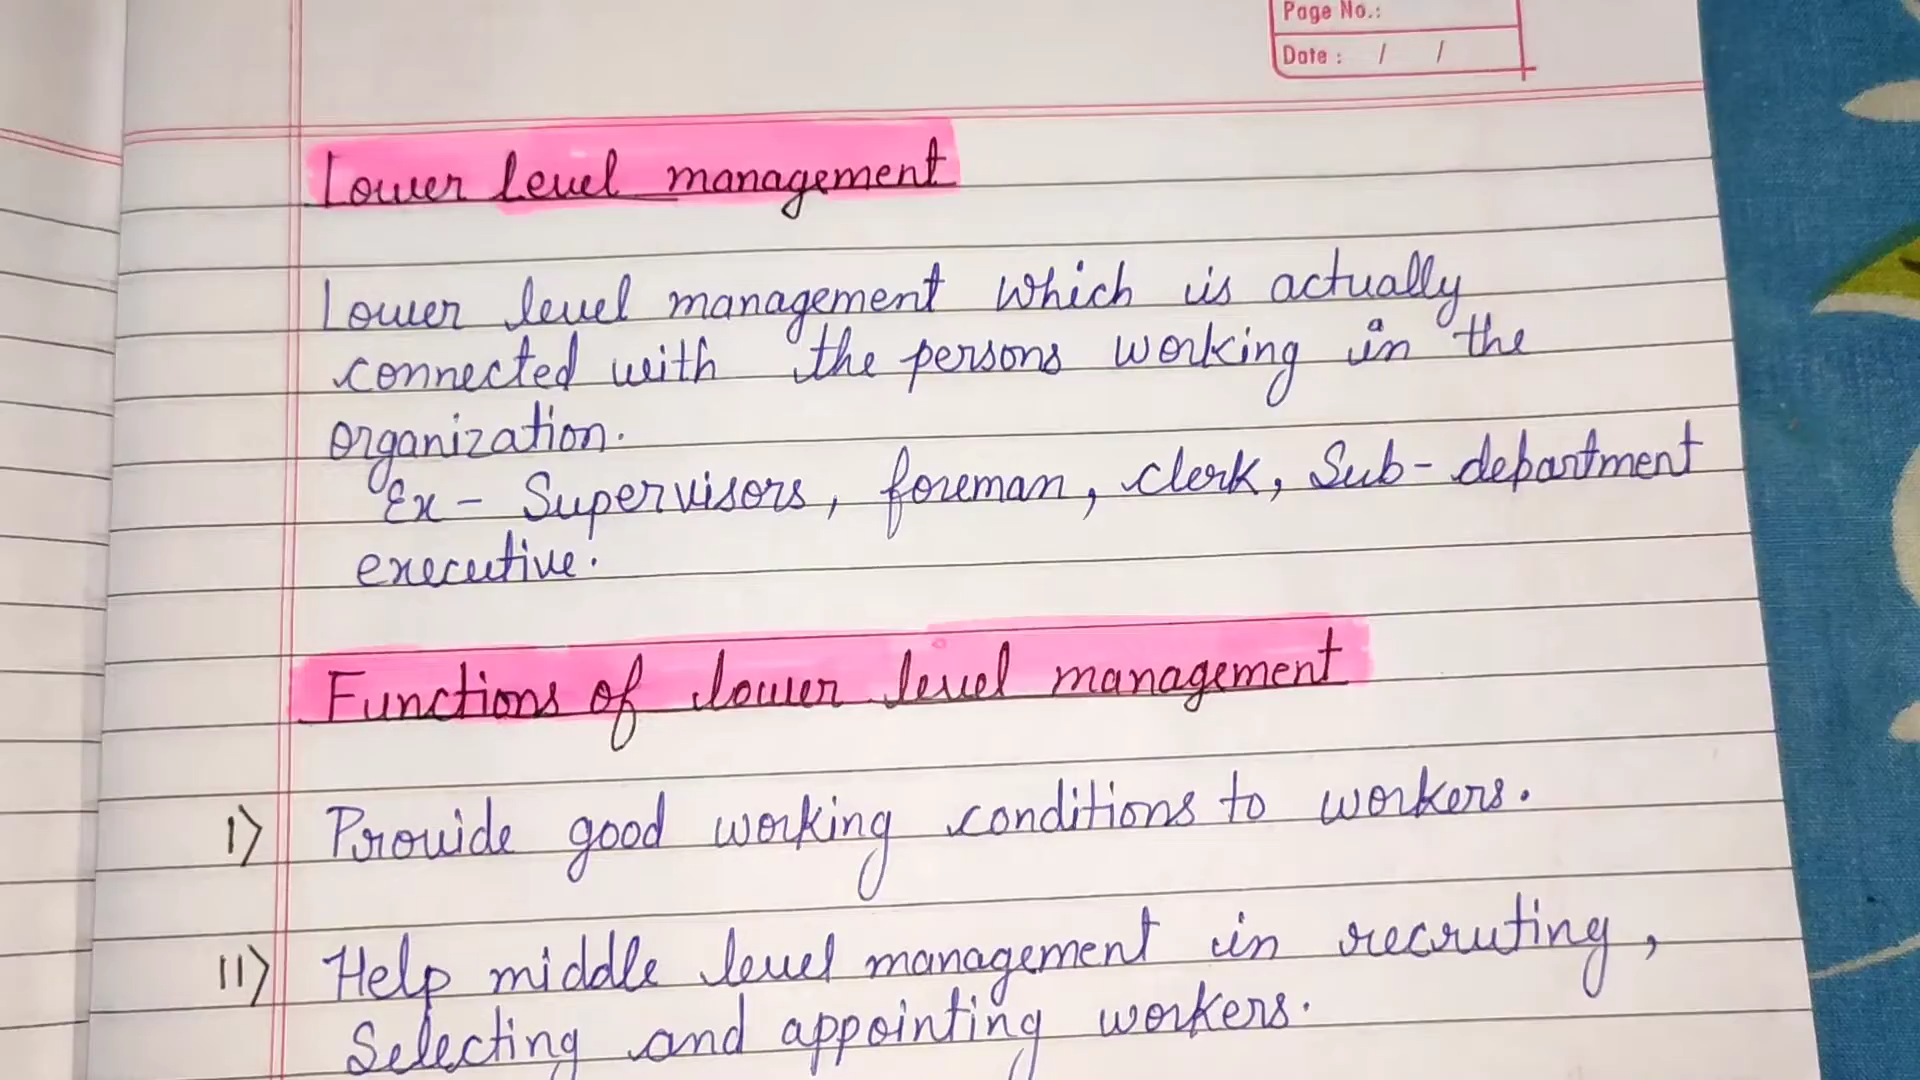 Page No.:
Date : / /
Lower level management
Lower level management which is actually
connected with the persons working in the
organization.
Ex - Supervisors, foreman, clerk, Sub-department
executive.
Functions of lower level management
I) Provide good working conditions to workers.
II) Help middle level management in recruting,
Selecting and appointing workers.